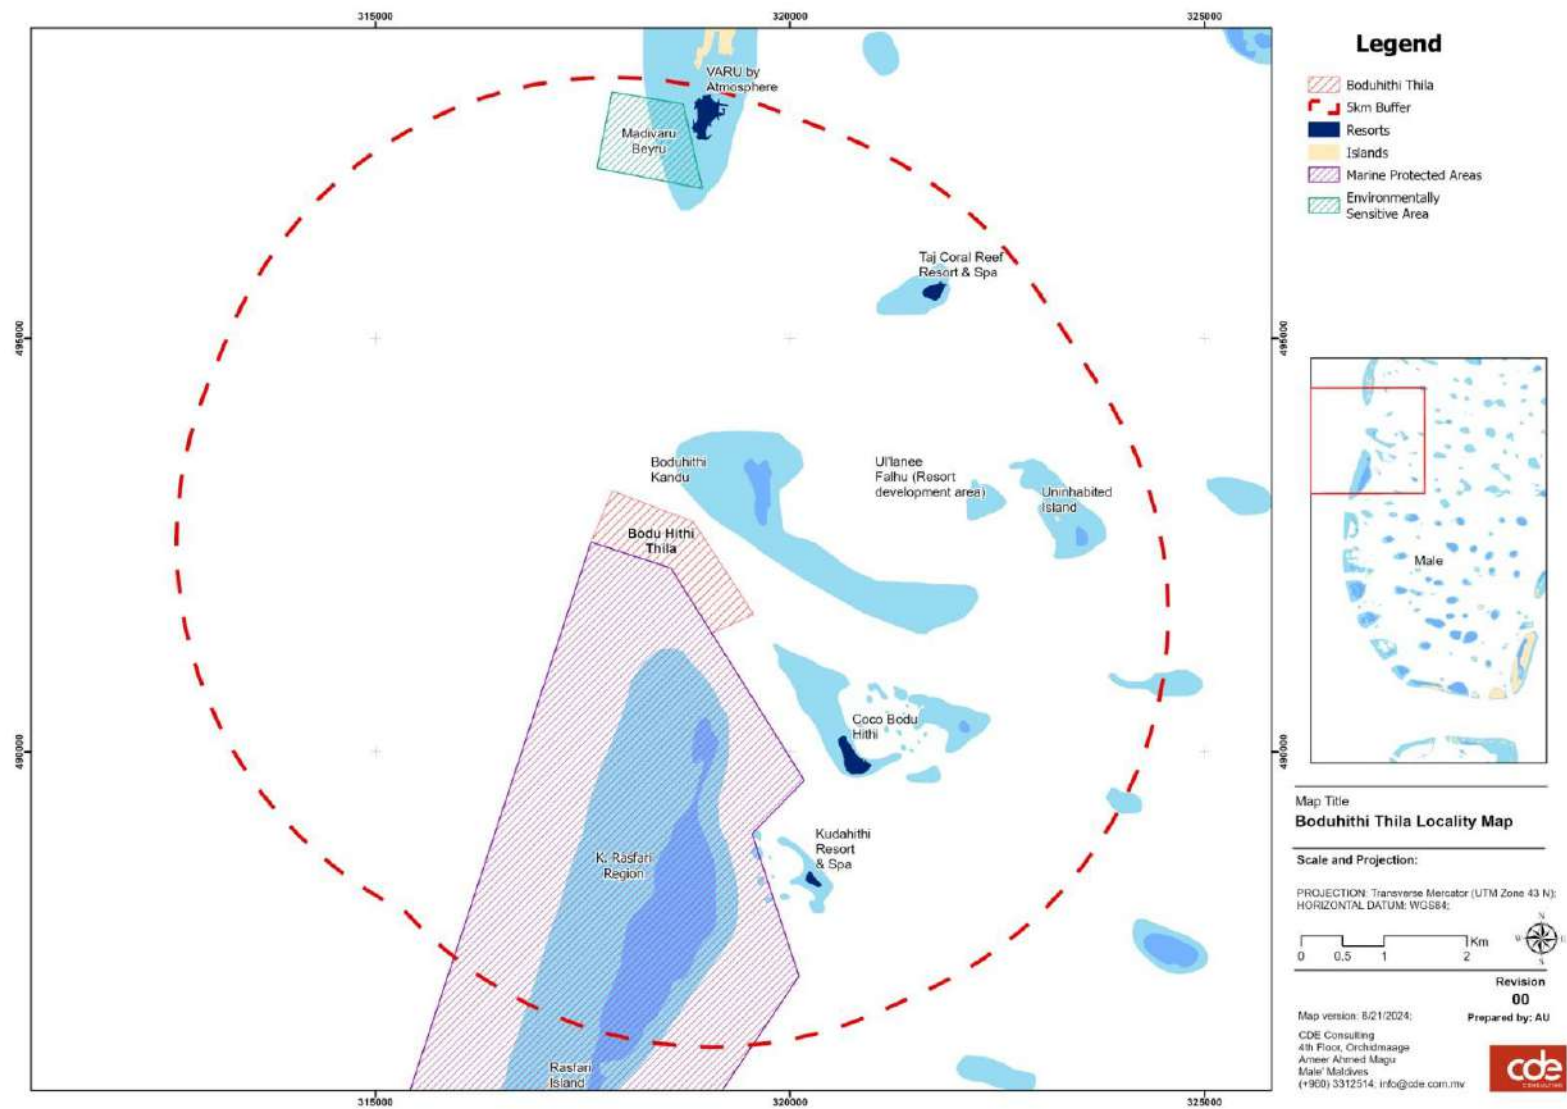 315000
320000
325000
VARU by
Atmosphere
Madivaru
Beyru
Taj Coral Reef
Resort & Spa
495000
495000
Boduhithi
Kandu
Ul'lanee
Falhu (Resort
development area)
Uninhabited
Island
Bodu Hithi
Thila
Coco Bodu
Hithi
490000
490000
Kudahithi
Resort
& Spa
K. Rasfari
Region
Rasfari
Island
315000
320000
325000
Legend
Boduhithi Thila
5km Buffer
Resorts
Islands
Marine Protected Areas
Environmentally
Sensitive Area
Male
Map Title
Boduhithi Thila Locality Map
Scale and Projection:
PROJECTION: Transverse Mercator (UTM Zone 43 N);
HORIZONTAL DATUM: WGS84;
Km
0 0.5 1 2
N
W E
S
Revision
00
Map version: 8/21/2024;
Prepared by: AU
CDE Consulting
4th Floor, Orchidmaage
Ameer Ahmed Magu
Male' Maldives
(+960) 3312514; info@cde.com.mv
cde
CONSULTING